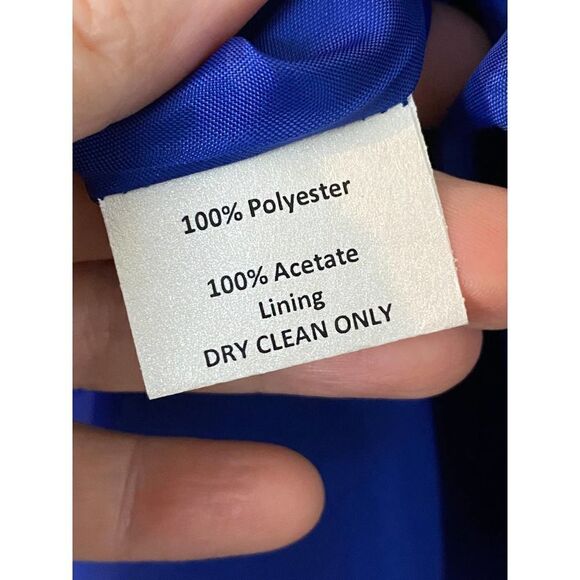 100% Polyester
100% Acetate
Lining
DRY CLEAN ONLY